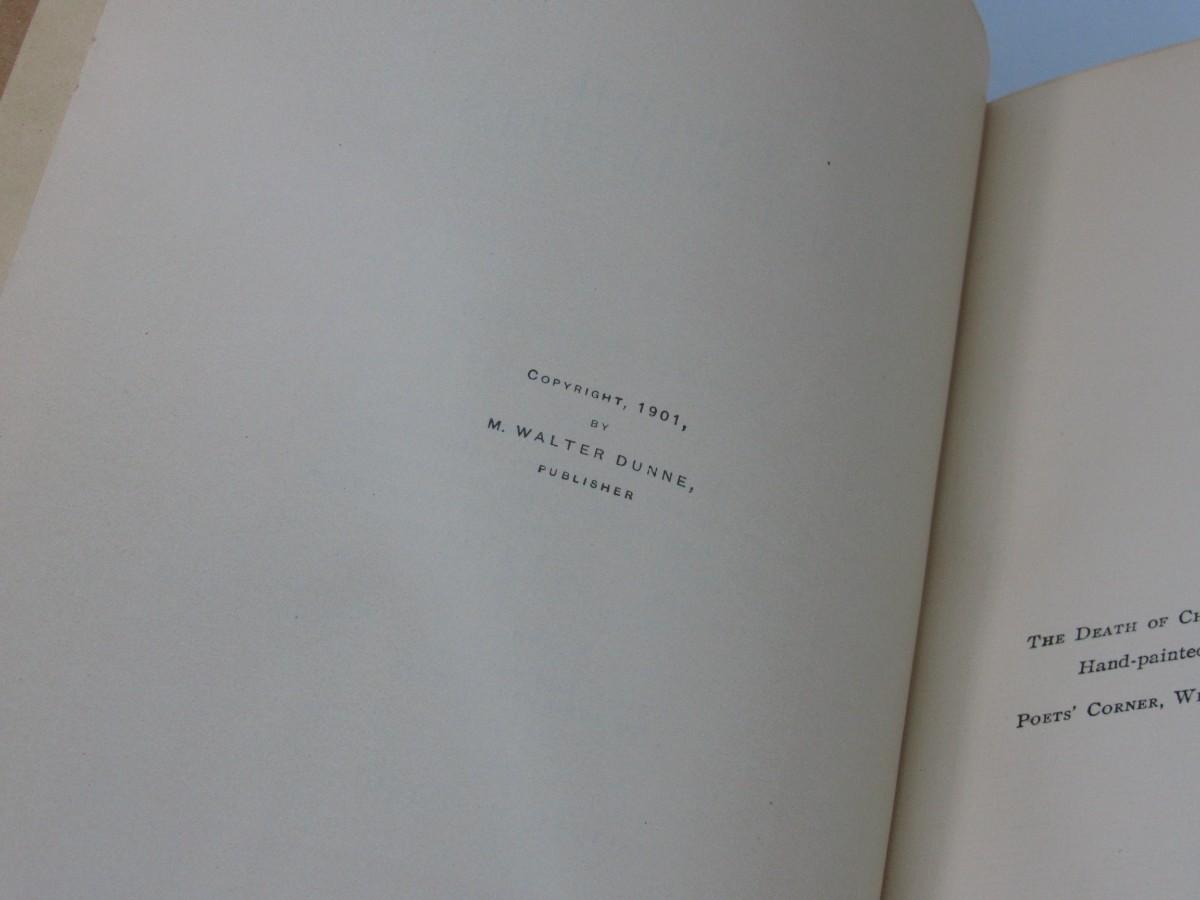 COPYRIGHT, 1901,
BY
M. WALTER DUNNE,
PUBLISHER
THE DEATH OF
Hand-painted
POETS' CORNER,